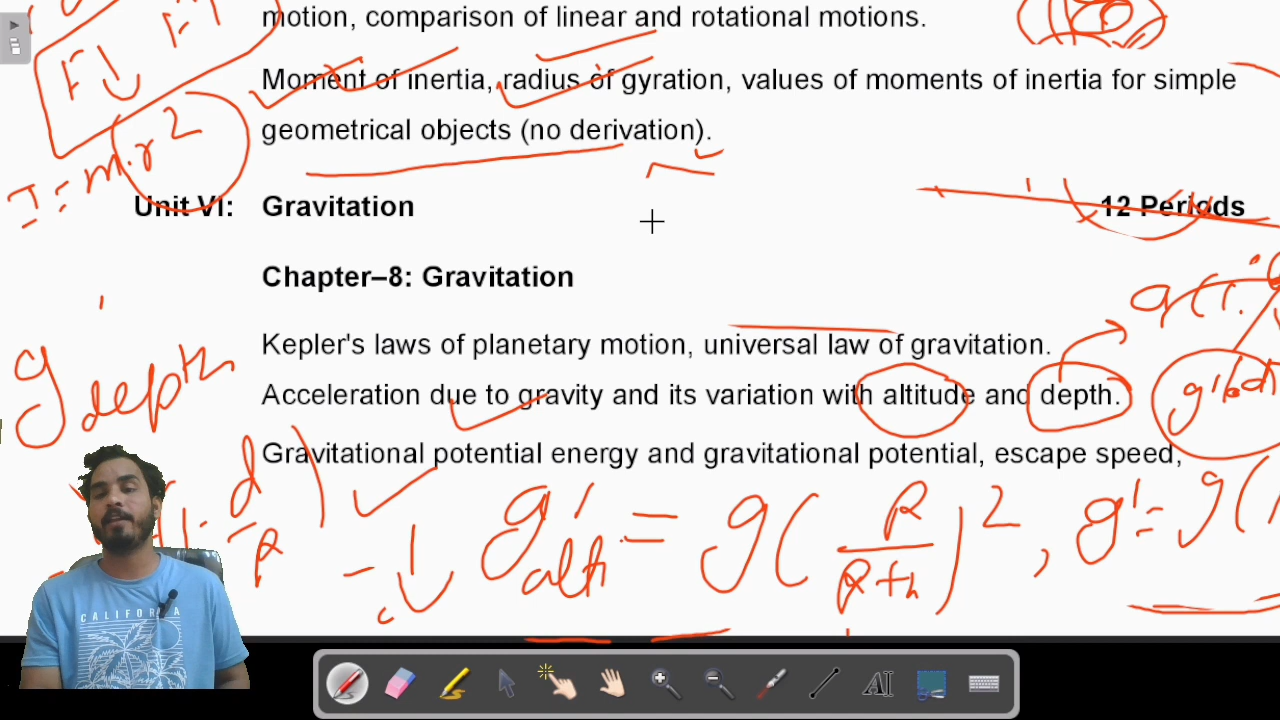 motion, comparison of linear and rotational motions.
F↓
Moment of inertia, radius of gyration, values of moments of inertia for simple
geometrical objects (no derivation).
I = m.r2
Unit VI: Gravitation 12 Periods
Chapter–8: Gravitation
Kepler's laws of planetary motion, universal law of gravitation.
g depth
Acceleration due to gravity and its variation with altitude and depth.
Gravitational potential energy and gravitational potential, escape speed,
d
R
g' alti = g( R / R+h )2, g' = g(
CALIFORNIA
AI